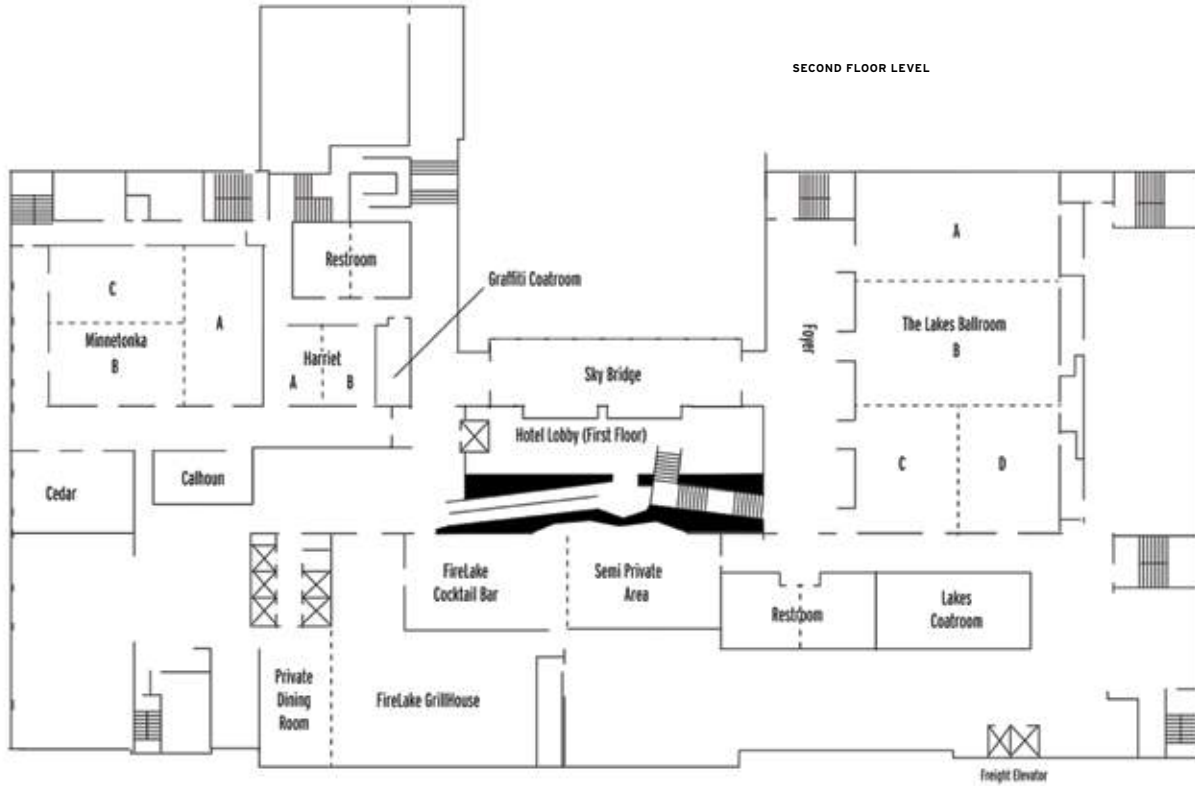 SECOND FLOOR LEVEL
A
Restroom
Graffiti Coatroom
C
A
Minnetonka
B
Harriet
A
B
Foyer
The Lakes Ballroom
B
Sky Bridge
Hotel Lobby (First Floor)
C
D
Cedar
Calhoun
FireLake
Cocktail Bar
Semi Private
Area
Restroom
Lakes
Coatroom
Private
Dining
Room
FireLake GrillHouse
Freight Elevator